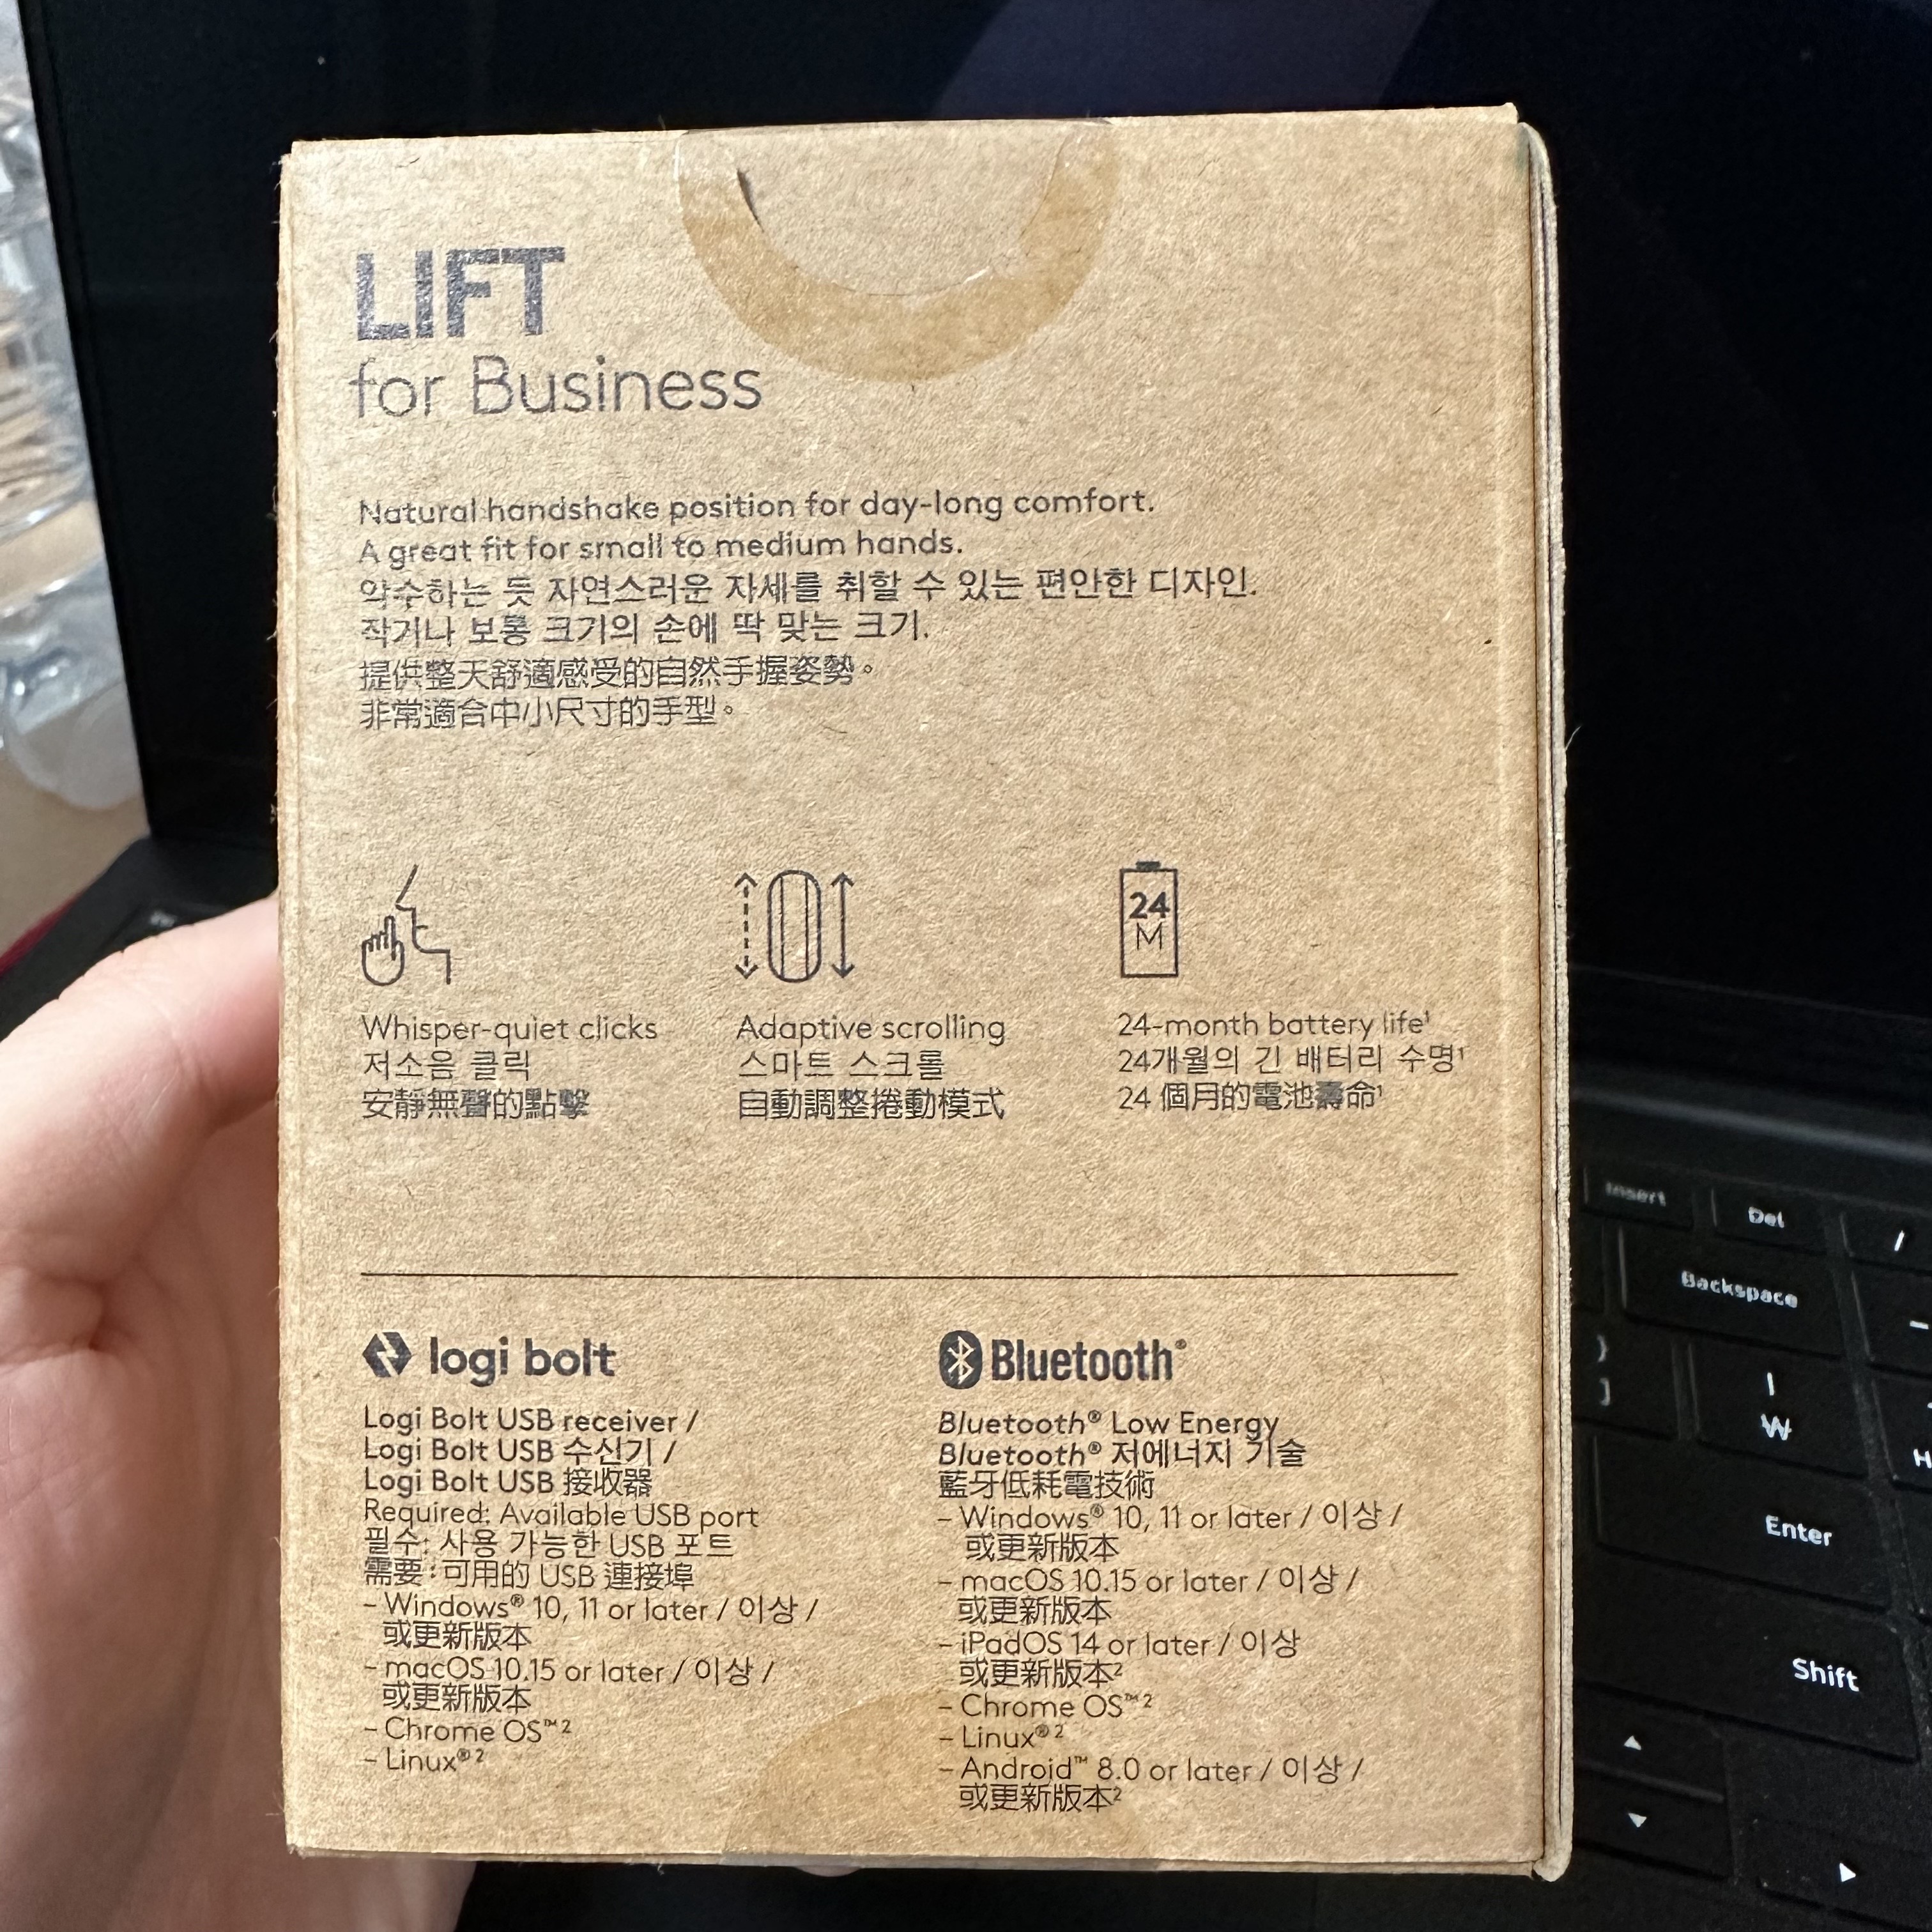 LIFT
for Business
Natural handshake position for day-long comfort.
A great fit for small to medium hands.
악수하는 듯 자연스러운 자세를 취할 수 있는 편안한 디자인.
작거나 보통 크기의 손에 딱 맞는 크기.
提供整天舒適感受的自然手握姿勢。
非常適合中小尺寸的手型。
24
M
Whisper-quiet clicks
저소음 클릭
安靜無聲的點擊
Adaptive scrolling
스마트 스크롤
自動調整捲動模式
24-month battery life¹
24개월의 긴 배터리 수명¹
24 個月的電池壽命¹
logi bolt
Logi Bolt USB receiver /
Logi Bolt USB 수신기 /
Logi Bolt USB 接收器
Required: Available USB port
필수: 사용 가능한 USB 포트
需要：可用的 USB 連接埠
– Windows® 10, 11 or later / 이상 /
或更新版本
– macOS 10.15 or later / 이상 /
或更新版本
– Chrome OS™ ²
– Linux® ²
Bluetooth®
Bluetooth® Low Energy
Bluetooth® 저에너지 기술
藍牙低耗電技術
– Windows® 10, 11 or later / 이상 /
或更新版本
– macOS 10.15 or later / 이상 /
或更新版本
– iPadOS 14 or later / 이상
或更新版本²
– Chrome OS™ ²
– Linux® ²
– Android™ 8.0 or later / 이상 /
或更新版本²
Insert
Del
Backspace
}
]
|
₩
Enter
Shift